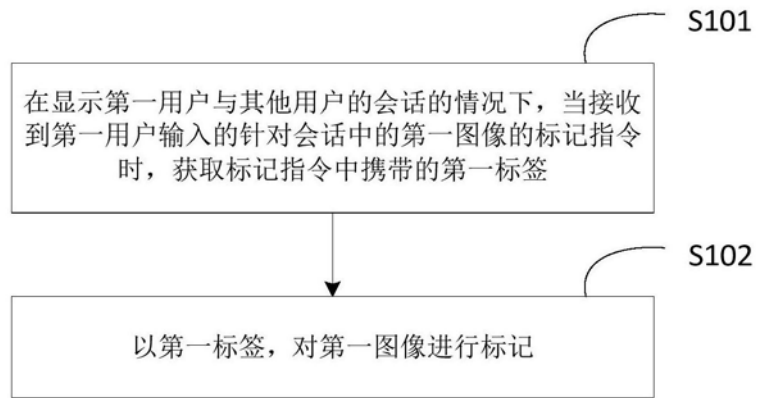 S101
在显示第一用户与其他用户的会话的情况下，当接收
到第一用户输入的针对会话中的第一图像的标记指令
时，获取标记指令中携带的第一标签
S102
以第一标签，对第一图像进行标记